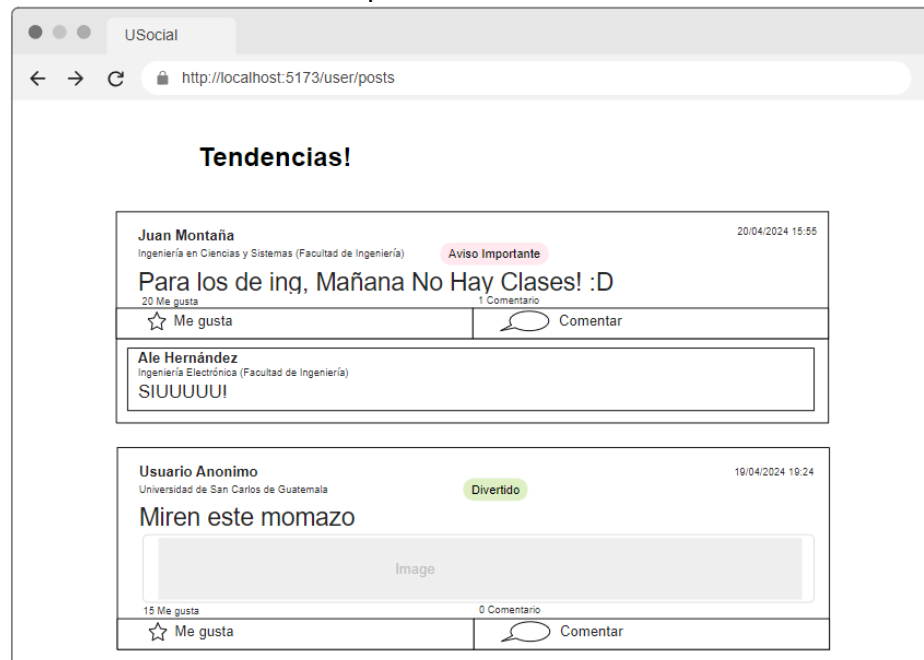 USocial
http://localhost:5173/user/posts
Tendencias!
Juan Montaña
20/04/2024 15:55
Ingeniería en Ciencias y Sistemas (Facultad de Ingeniería)
Aviso Importante
Para los de ing, Mañana No Hay Clases! :D
20 Me gusta
1 Comentario
Me gusta
Comentar
Ale Hernández
Ingeniería Electrónica (Facultad de Ingeniería)
SIUUUUU!
Usuario Anonimo
19/04/2024 19:24
Universidad de San Carlos de Guatemala
Divertido
Miren este momazo
Image
15 Me gusta
0 Comentario
Me gusta
Comentar